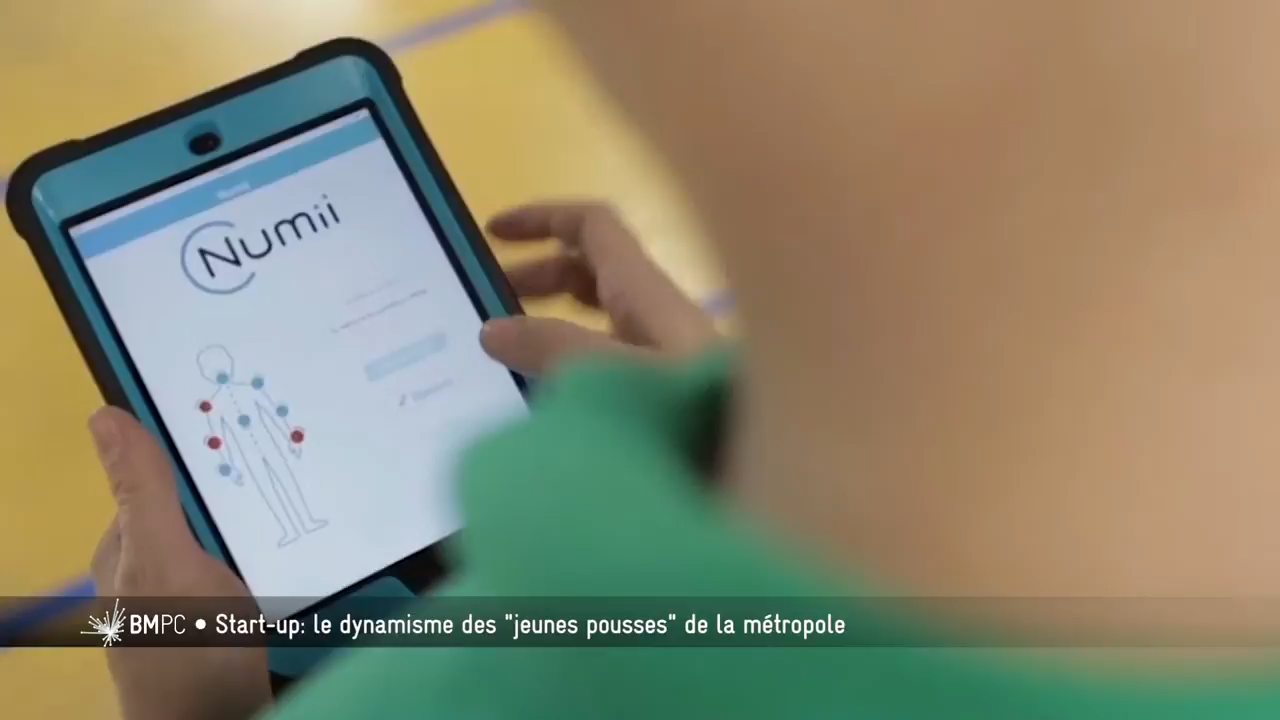 Numii
BMPC • Start-up: le dynamisme des "jeunes pousses" de la métropole